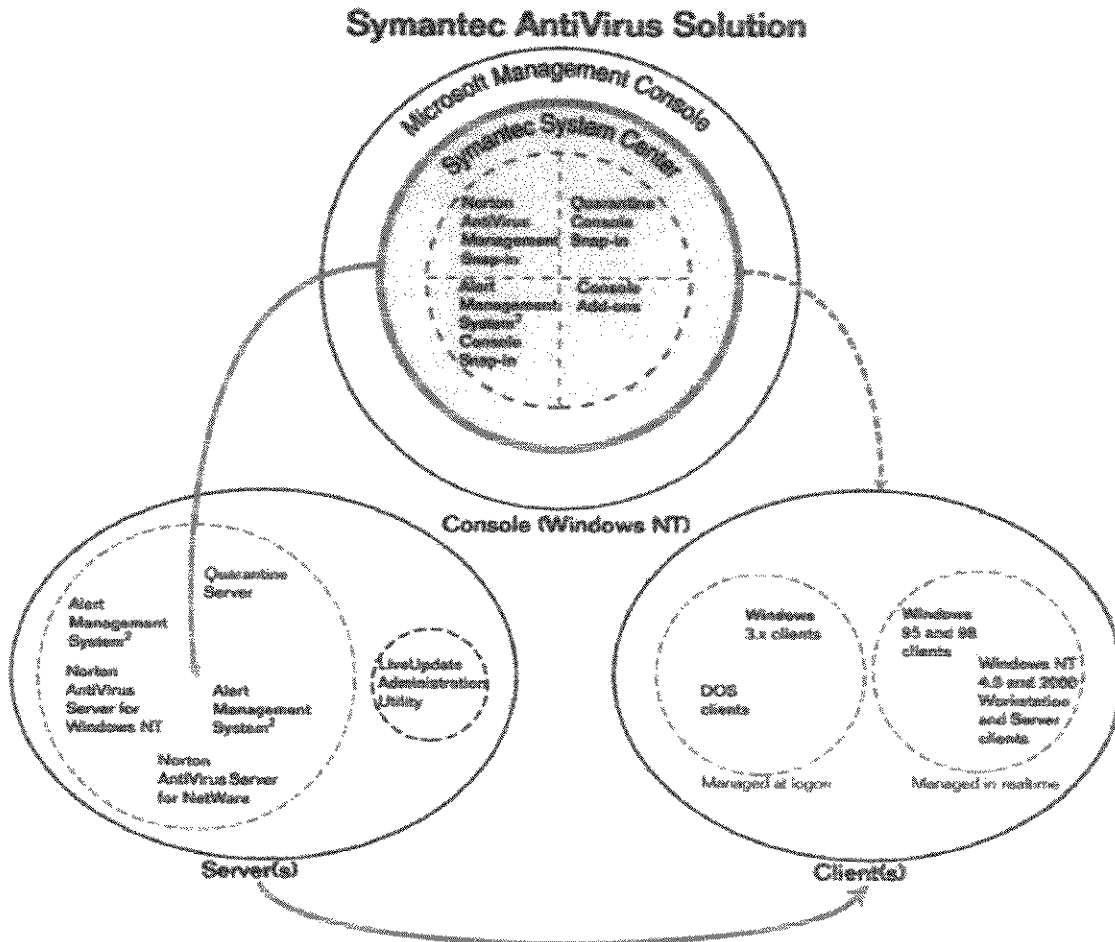 Symantec AntiVirus Solution
Microsoft Management Console
Symantec System Center
Norton
AntiVirus
Management
Snap-in
Quarantine
Console
Snap-in
Alert
Management
System²
Console
Snap-in
Console
Add-ons
Console (Windows NT)
Quarantine
Server
Alert
Management
System²
Norton
AntiVirus
Server for
Windows NT
Alert
Management
System²
Norton
AntiVirus Server
for NetWare
LiveUpdate
Administration
Utility
Server(s)
Windows
3.x clients
DOS
clients
Managed at logon
Windows
95 and 98
clients
Windows NT
4.0 and 2000
Workstation
and Server
clients
Managed in realtime
Client(s)